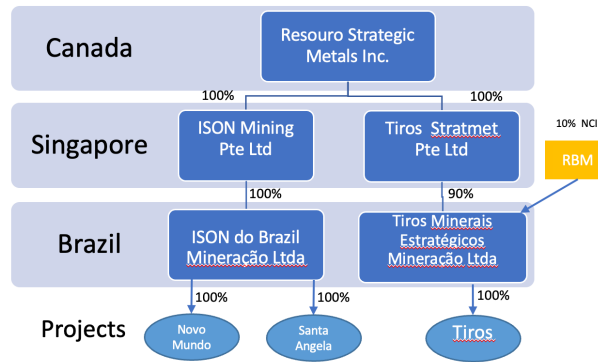 Canada
Resouro Strategic
Metals Inc.
100%
100%
Singapore
ISON Mining
Pte Ltd
Tiros Stratmet
Pte Ltd
10% NCI
RBM
100%
90%
Brazil
ISON do Brazil
Mineração Ltda
Tiros Minerais
Estratégicos
Mineração Ltda
100%
100%
100%
Projects
Novo
Mundo
Santa
Angela
Tiros